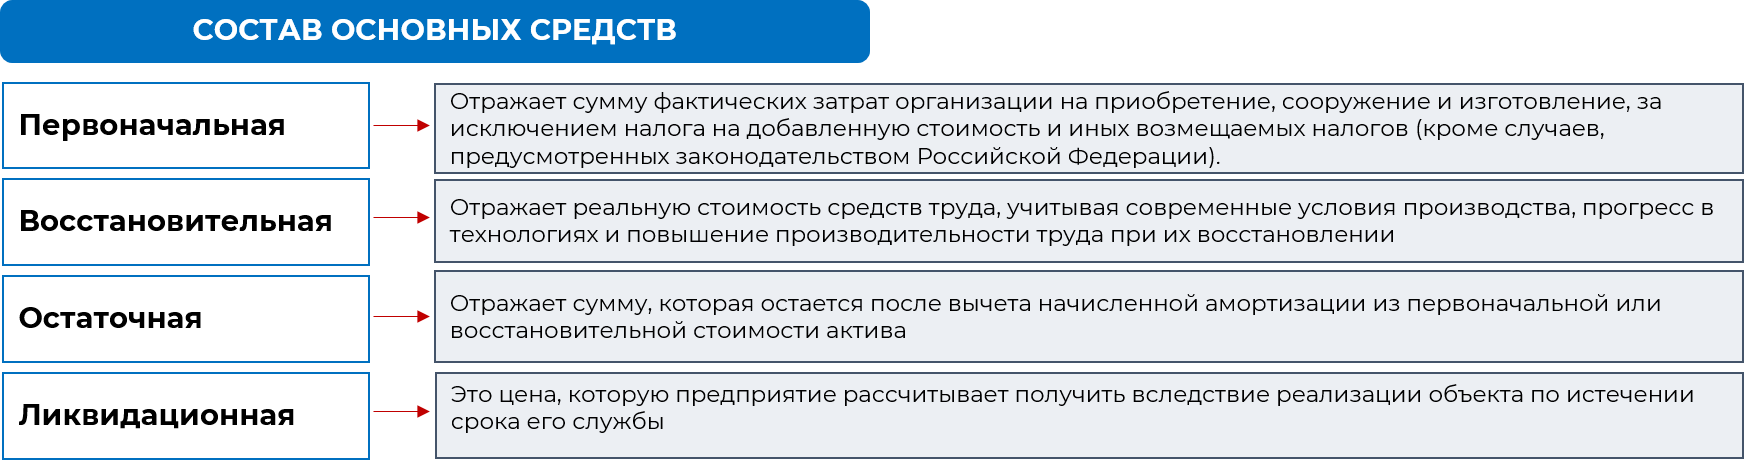 СОСТАВ ОСНОВНЫХ СРЕДСТВ
Первоначальная
Отражает сумму фактических затрат организации на приобретение, сооружение и изготовление, за
исключением налога на добавленную стоимость и иных возмещаемых налогов (кроме случаев,
предусмотренных законодательством Российской Федерации).
Восстановительная
Отражает реальную стоимость средств труда, учитывая современные условия производства, прогресс в
технологиях и повышение производительности труда при их восстановлении
Остаточная
Отражает сумму, которая остается после вычета начисленной амортизации из первоначальной или
восстановительной стоимости актива
Ликвидационная
Это цена, которую предприятие рассчитывает получить вследствие реализации объекта по истечении
срока его службы